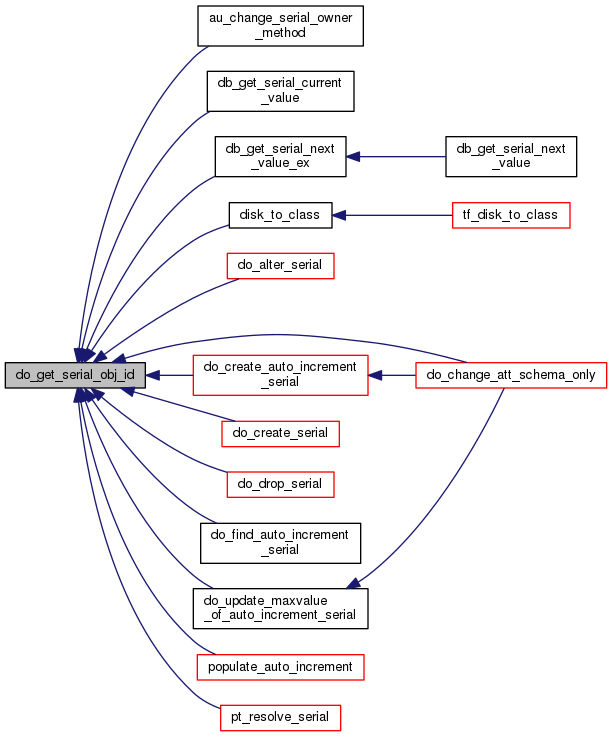 au_change_serial_owner
_method
db_get_serial_current
_value
db_get_serial_next
_value_ex
db_get_serial_next
_value
disk_to_class
tf_disk_to_class
do_alter_serial
do_get_serial_obj_id
do_create_auto_increment
_serial
do_change_att_schema_only
do_create_serial
do_drop_serial
do_find_auto_increment
_serial
do_update_maxvalue
_of_auto_increment_serial
populate_auto_increment
pt_resolve_serial